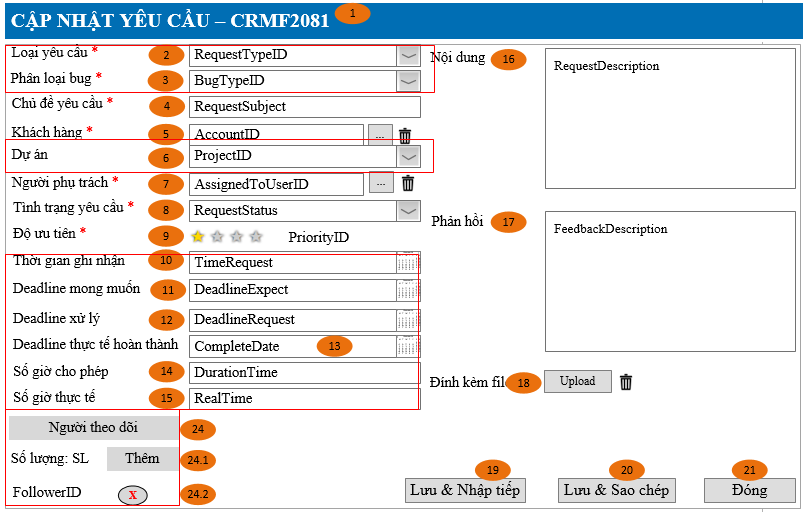 CẬP NHẬT YÊU CẦU – CRMF2081 1
Loại yêu cầu * 2 RequestTypeID
Phân loại bug * 3 BugTypeID
Chủ đề yêu cầu * 4 RequestSubject
Khách hàng * 5 AccountID ...
Dự án 6 ProjectID
Người phụ trách * 7 AssignedToUserID ...
Tình trạng yêu cầu * 8 RequestStatus
Độ ưu tiên * 9 PriorityID
Thời gian ghi nhận 10 TimeRequest
Deadline mong muốn 11 DeadlineExpect
Deadline xử lý 12 DeadlineRequest
Deadline thực tế hoàn thành CompleteDate 13
Số giờ cho phép 14 DurationTime
Số giờ thực tế 15 RealTime
Nội dung 16 RequestDescription
Phản hồi 17 FeedbackDescription
Đính kèm fil 18 Upload
Người theo dõi 24
Số lượng: SL Thêm 24.1
FollowerID X 24.2
19 20 21
Lưu & Nhập tiếp Lưu & Sao chép Đóng